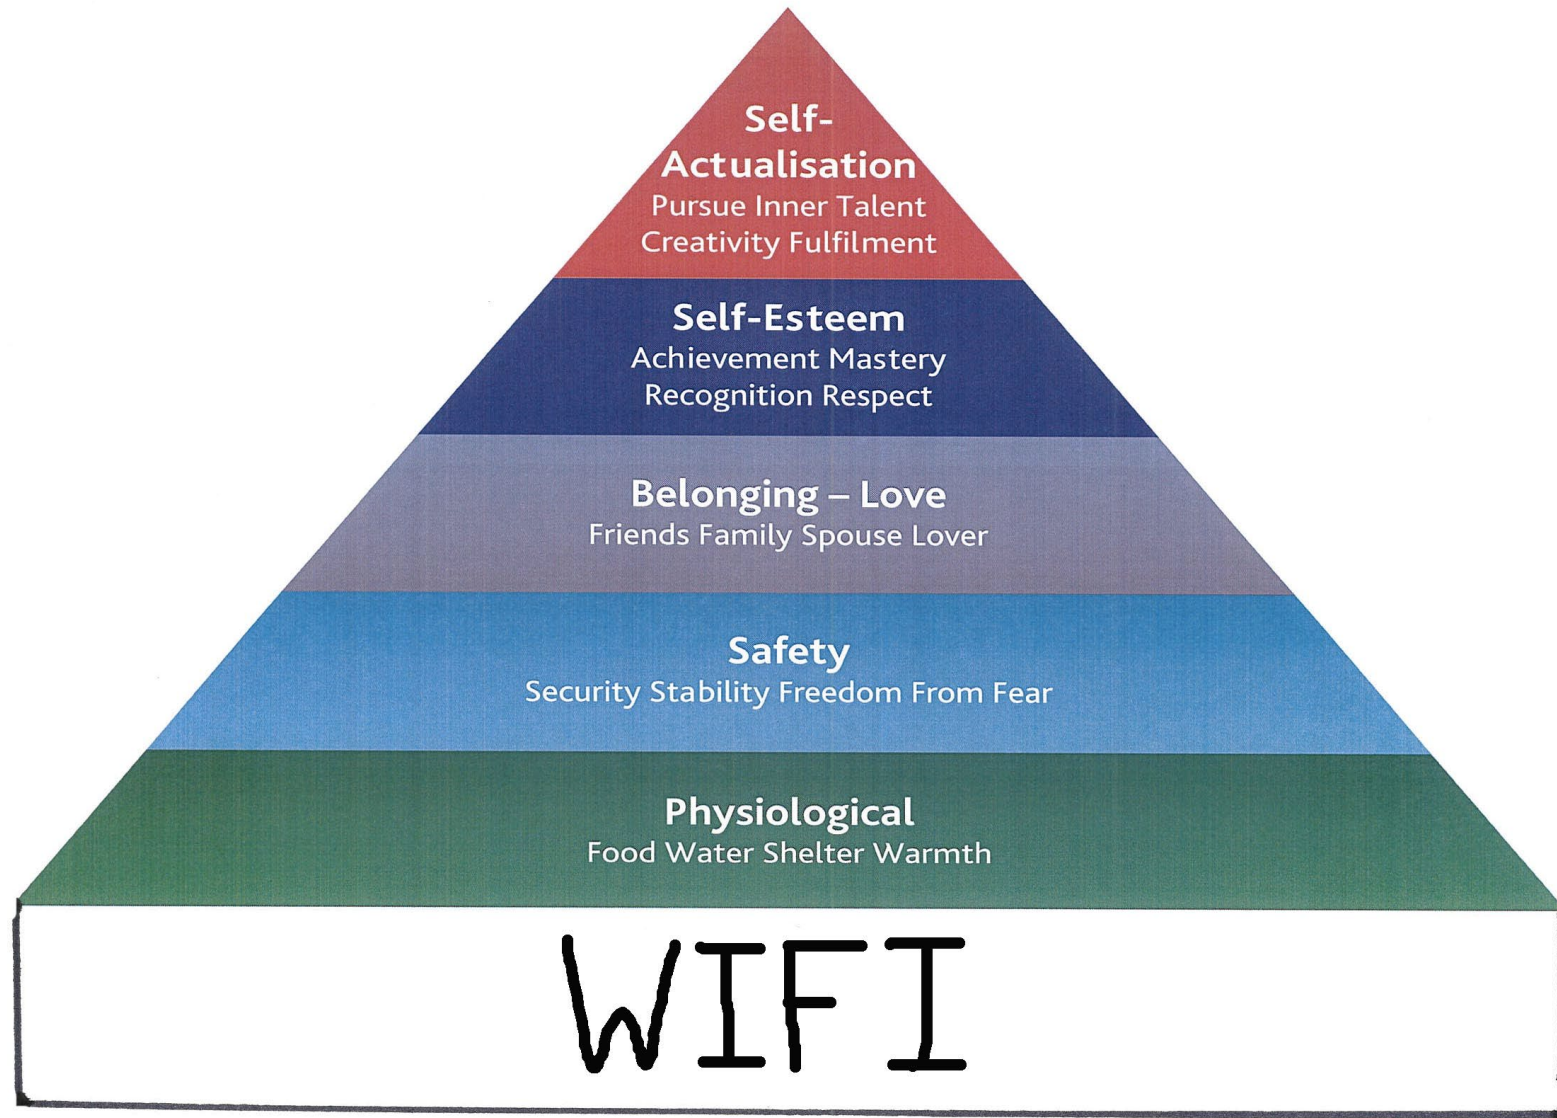 Self-
Actualisation
Pursue Inner Talent
Creativity Fulfilment
Self-Esteem
Achievement Mastery
Recognition Respect
Belonging – Love
Friends Family Spouse Lover
Safety
Security Stability Freedom From Fear
Physiological
Food Water Shelter Warmth
WIFI